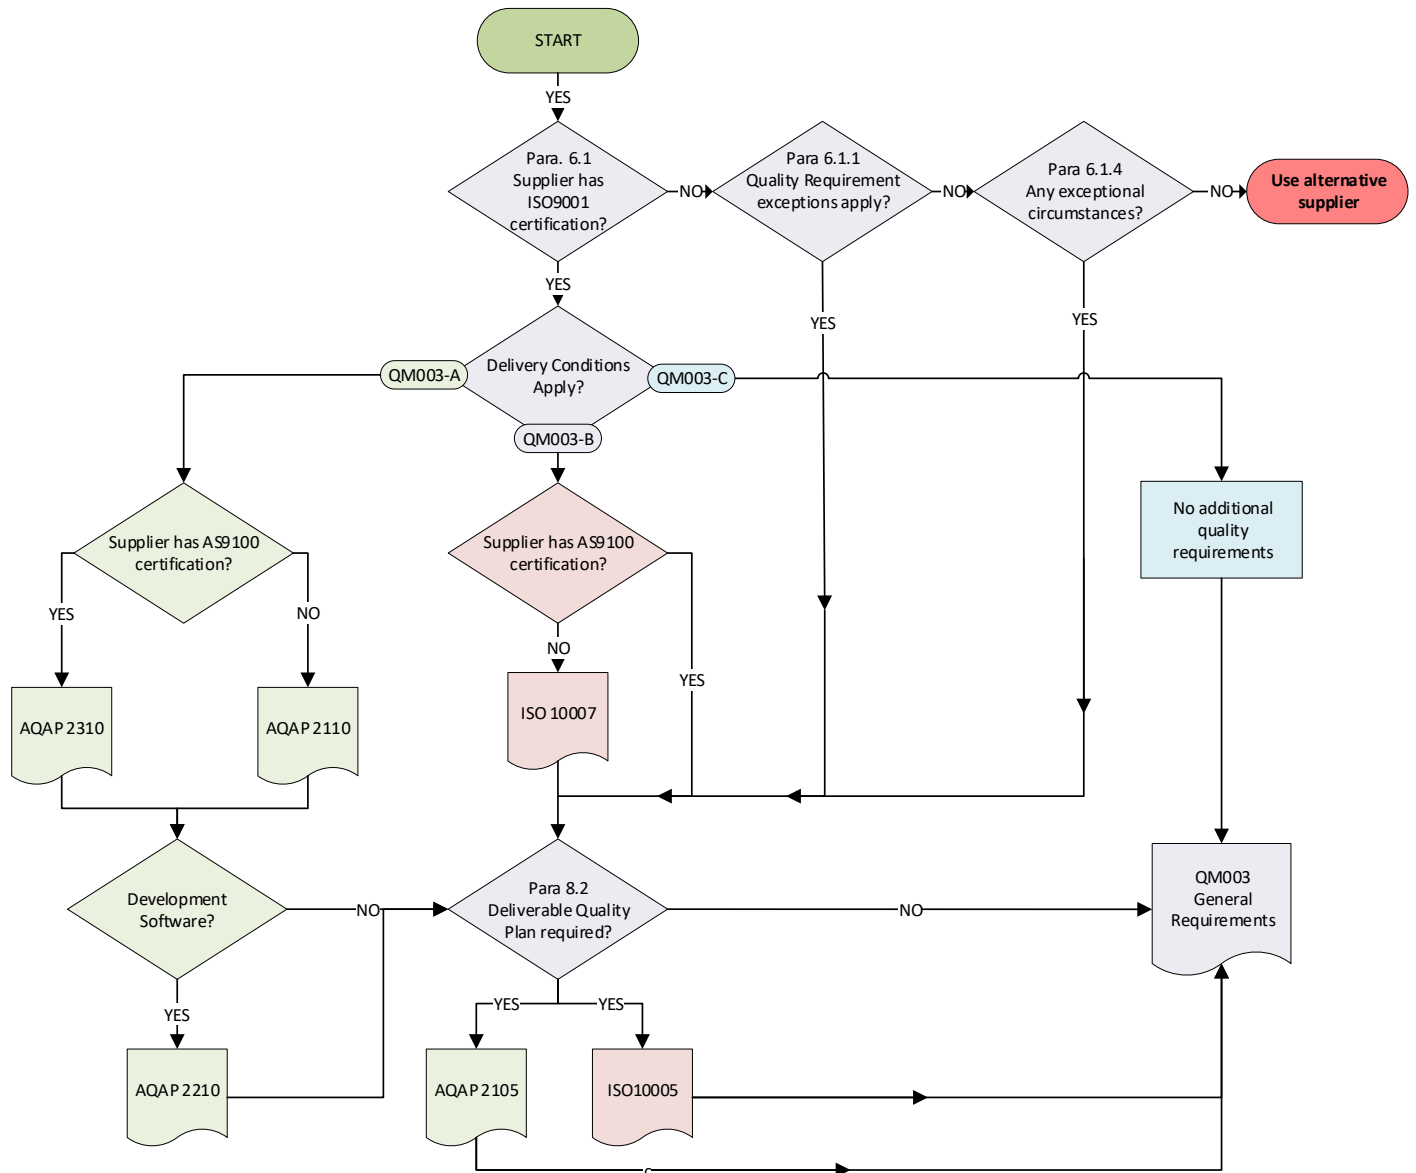 START
YES
Para. 6.1
Supplier has
ISO9001
certification?
NO
Para 6.1.1
Quality Requirement
exceptions apply?
NO
Para 6.1.4
Any exceptional
circumstances?
NO
Use alternative
supplier
YES
YES
YES
QM003-A
Delivery Conditions
Apply?
QM003-C
QM003-B
No additional
quality
requirements
Supplier has AS9100
certification?
Supplier has AS9100
certification?
YES
NO
NO
YES
AQAP 2310
AQAP 2110
ISO 10007
Development
Software?
NO
Para 8.2
Deliverable Quality
Plan required?
NO
QM003
General
Requirements
YES
YES
YES
AQAP 2210
AQAP 2105
ISO10005